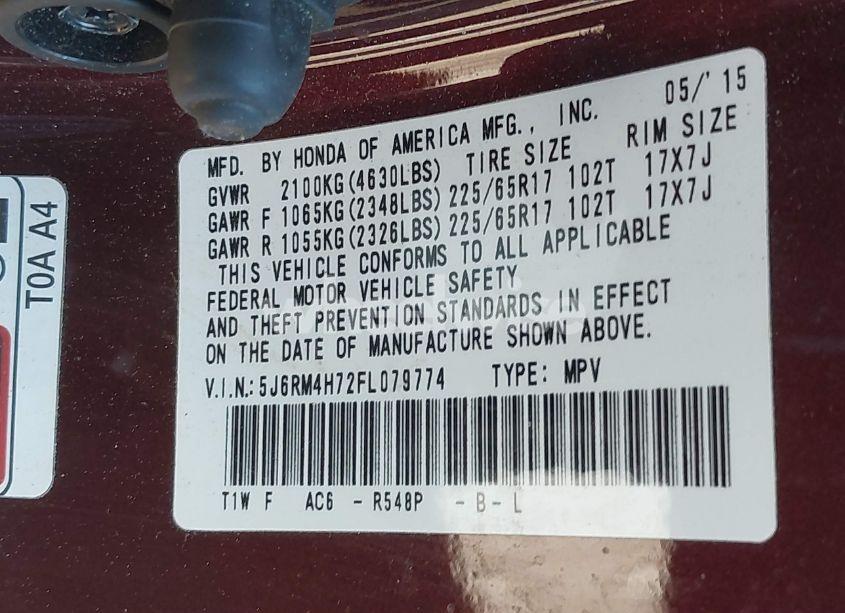 05/'15
MFD. BY HONDA OF AMERICA MFG., INC.
GVWR 2100KG(4630LBS) TIRE SIZE RIM SIZE
GAWR F 1065KG(2348LBS) 225/65R17 102T 17X7J
GAWR R 1055KG(2326LBS) 225/65R17 102T 17X7J
THIS VEHICLE CONFORMS TO ALL APPLICABLE
FEDERAL MOTOR VEHICLE SAFETY
AND THEFT PREVENTION STANDARDS IN EFFECT
ON THE DATE OF MANUFACTURE SHOWN ABOVE.
V.I.N.: 5J6RM4H72FL079774 TYPE: MPV
T1W F AC6 - R548P - B - L
T0A A4